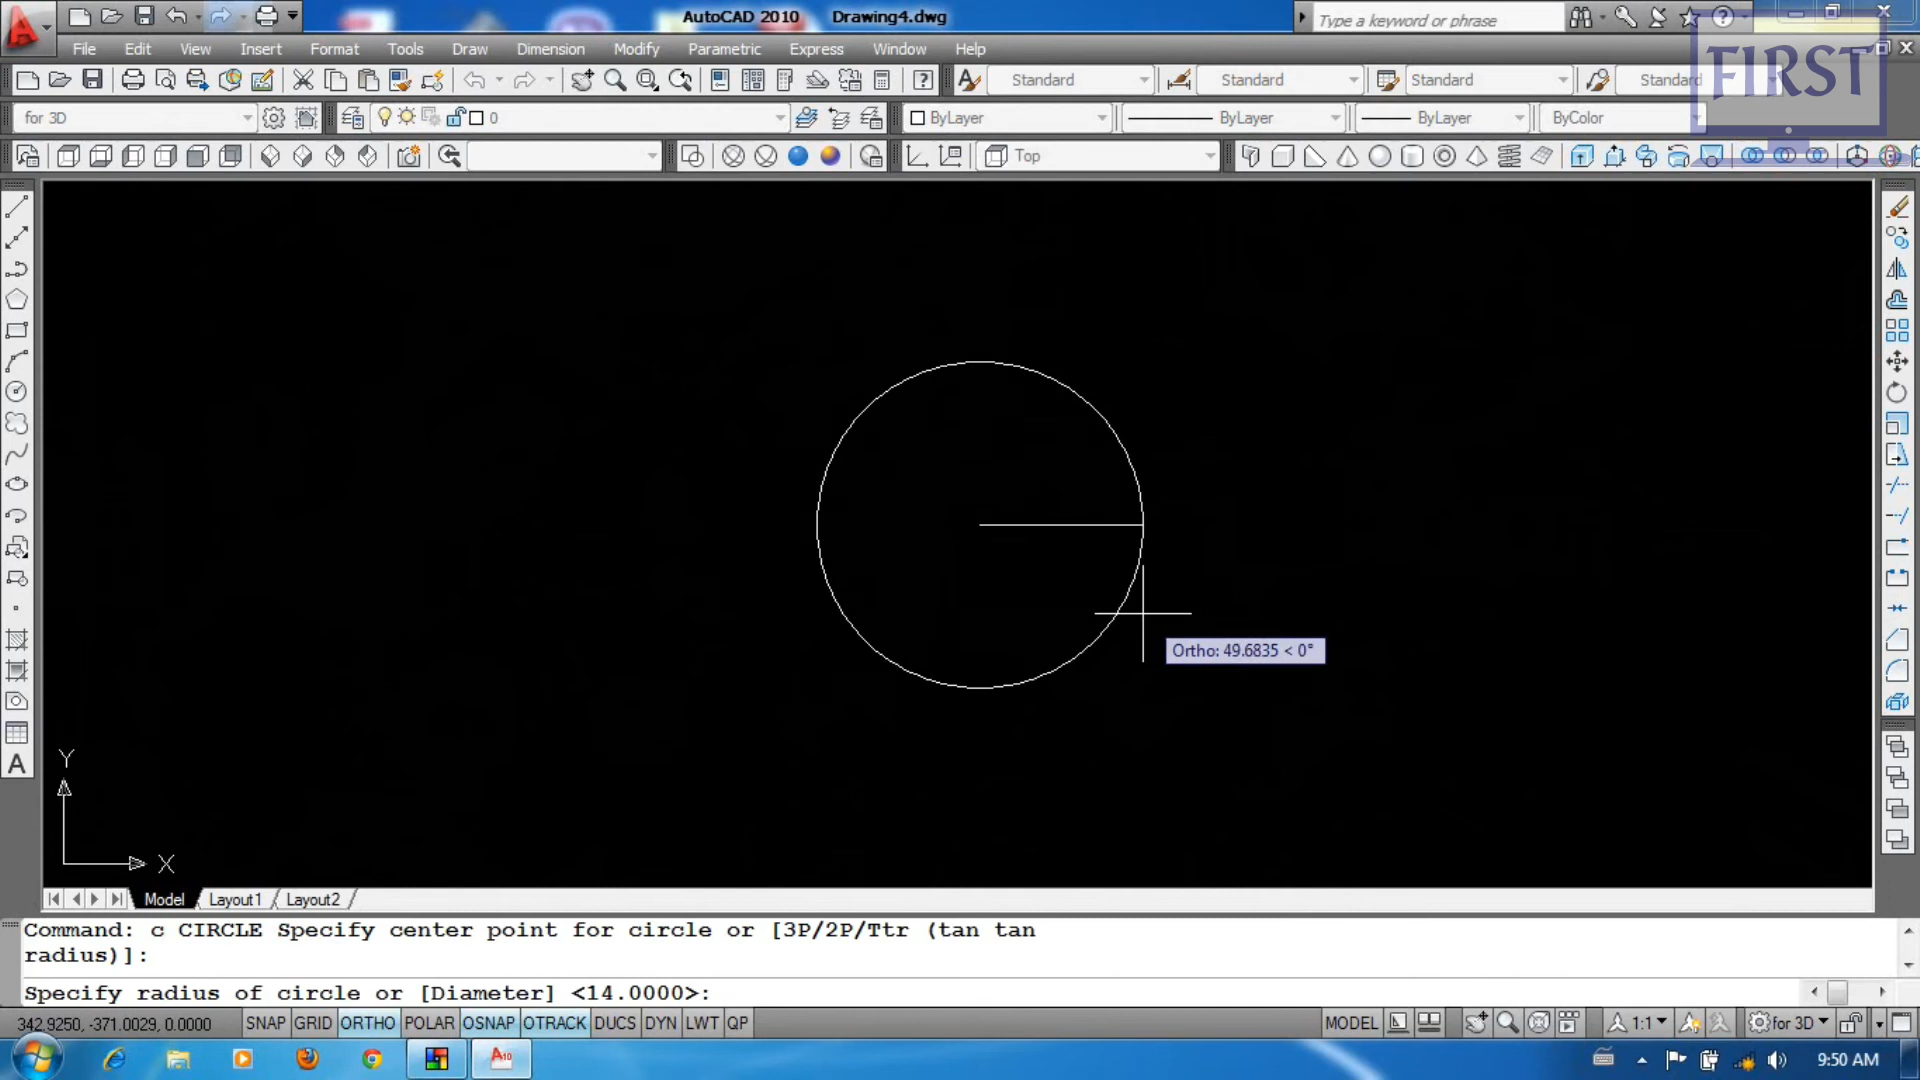 AutoCAD 2010 Drawing4.dwg
Type a keyword or phrase
File Edit View Insert Format Tools Draw Dimension Modify Parametric Express Window Help
FIRST
Standard Standard Standard Standard
for 3D 0 ByLayer ByLayer ByLayer ByColor
Top
Ortho: 49.6835 < 0°
Y
X
A
Model Layout1 Layout2
Command: c CIRCLE Specify center point for circle or [3P/2P/Ttr (tan tan
radius)]:
Specify radius of circle or [Diameter] <14.0000>:
342.9250, -371.0029, 0.0000 SNAP GRID ORTHO POLAR OSNAP OTRACK DUCS DYN LWT QP MODEL 1:1 for 3D
9:50 AM